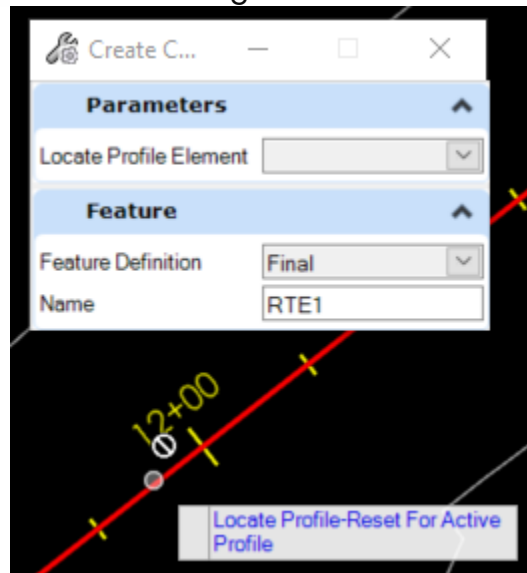 Create C...
Parameters
Locate Profile Element
Feature
Feature Definition Final
Name RTE1
12+00
Locate Profile-Reset For Active
Profile